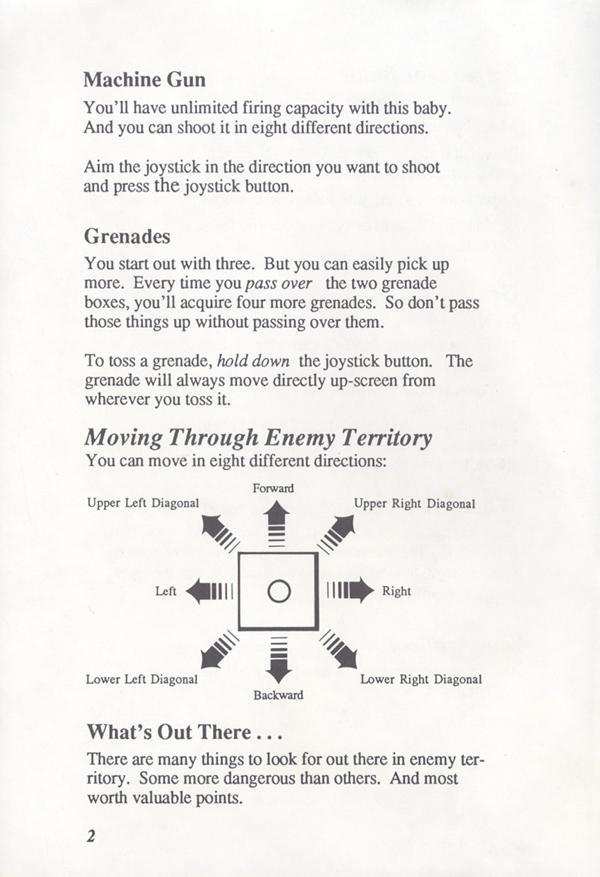 Machine Gun
You'll have unlimited firing capacity with this baby.
And you can shoot it in eight different directions.
Aim the joystick in the direction you want to shoot
and press the joystick button.
Grenades
You start out with three. But you can easily pick up
more. Every time you pass over the two grenade
boxes, you'll acquire four more grenades. So don't pass
those things up without passing over them.
To toss a grenade, hold down the joystick button. The
grenade will always move directly up-screen from
wherever you toss it.
Moving Through Enemy Territory
You can move in eight different directions:
Forward
Upper Left Diagonal
Upper Right Diagonal
Left
Right
Lower Left Diagonal
Lower Right Diagonal
Backward
What's Out There . . .
There are many things to look for out there in enemy ter-
ritory. Some more dangerous than others. And most
worth valuable points.
2